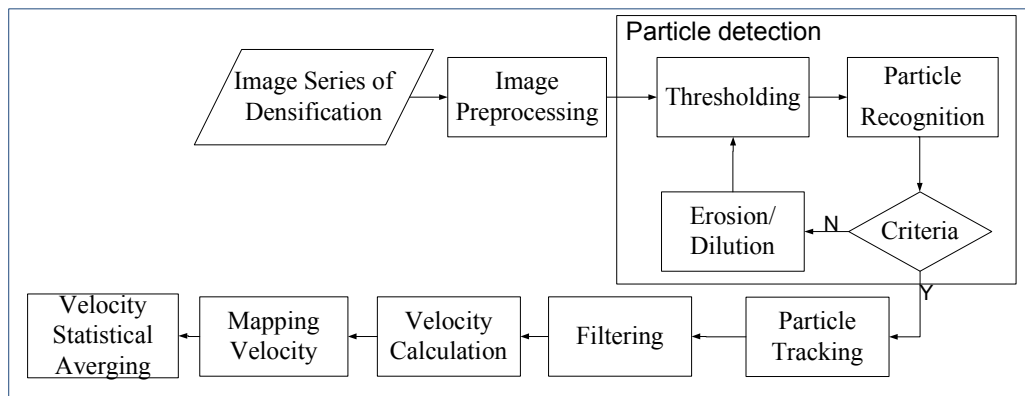 Particle detection
Image Series of
Densification
Image
Preprocessing
Thresholding
Particle
Recognition
Erosion/
Dilution
N
Criteria
Y
Velocity
Statistical
Averging
Mapping
Velocity
Velocity
Calculation
Filtering
Particle
Tracking